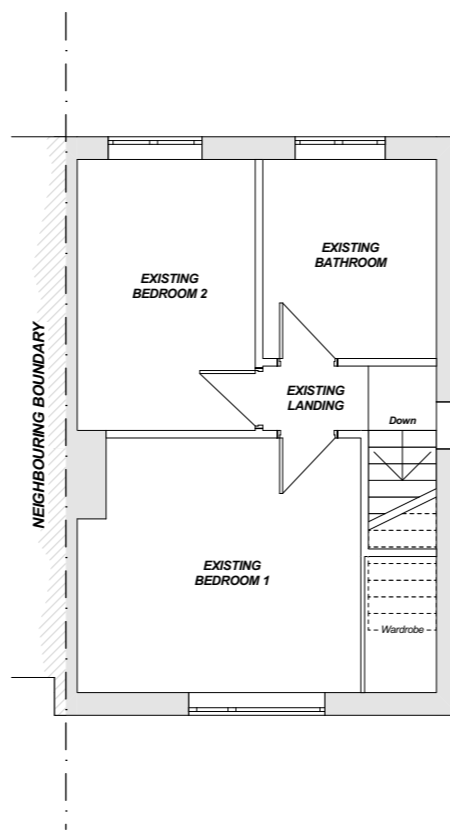 EXISTING
BATHROOM
EXISTING
BEDROOM 2
NEIGHBOURING BOUNDARY
EXISTING
LANDING
Down
EXISTING
BEDROOM 1
Wardrobe